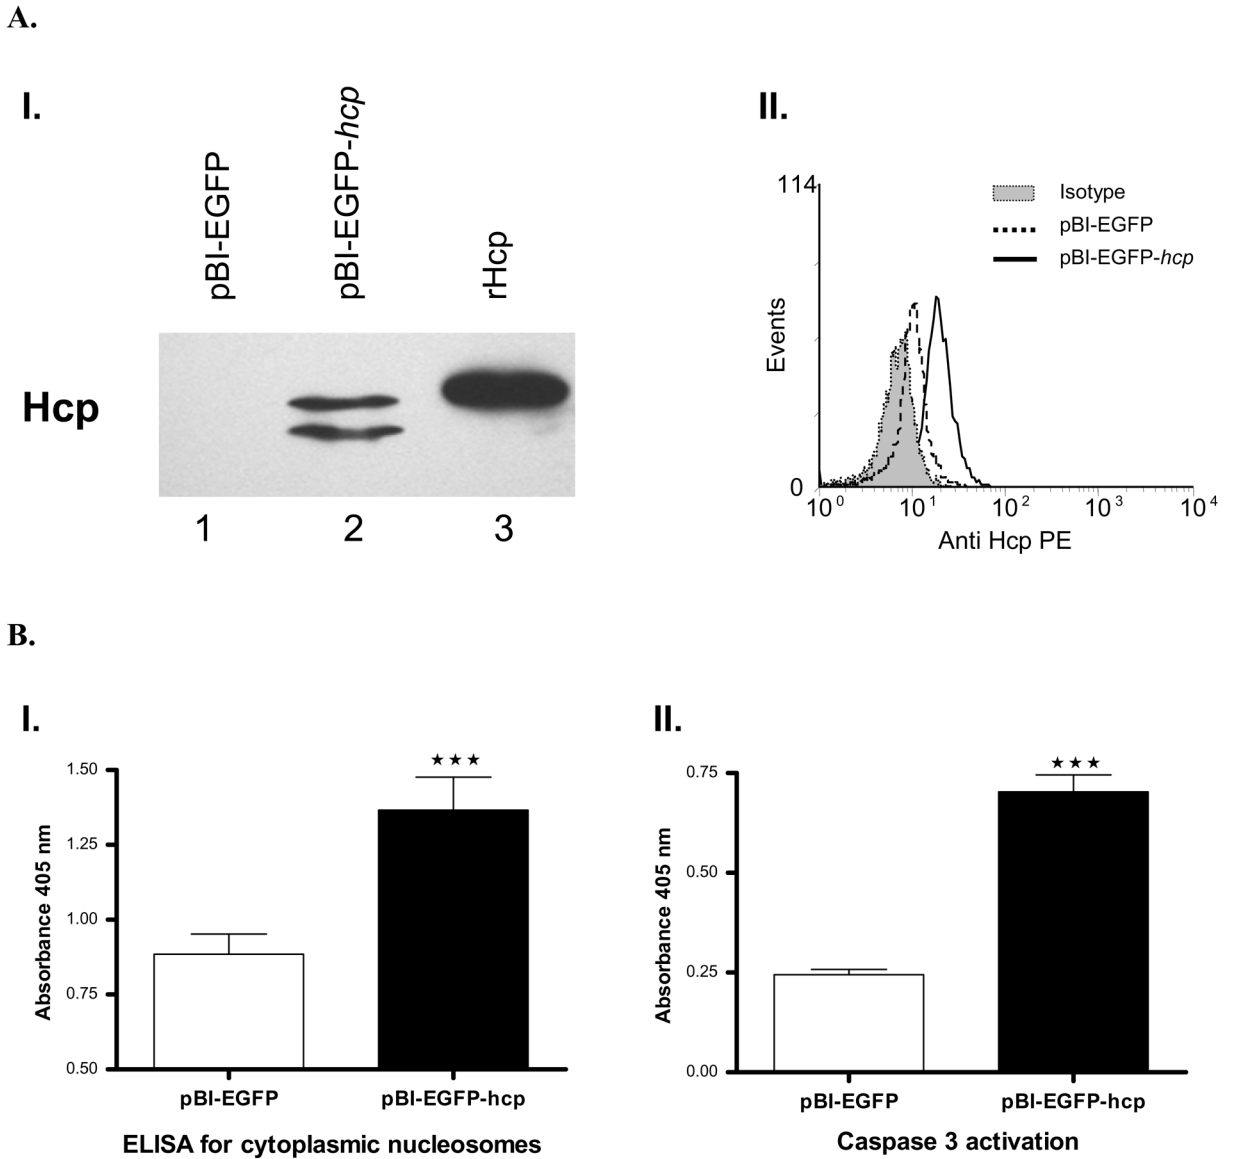 A.
I.
pBI-EGFP
pBI-EGFP-hcp
rHcp
Hcp
1 2 3
II.
114
Events
0
Isotype
pBI-EGFP
pBI-EGFP-hcp
10^0 10^1 10^2 10^3 10^4
Anti Hcp PE
B.
I.
Absorbance 405 nm
1.50
1.25
1.00
0.75
0.50
★★★
pBI-EGFP pBI-EGFP-hcp
ELISA for cytoplasmic nucleosomes
II.
Absorbance 405 nm
0.75
0.50
0.25
0.00
★★★
pBI-EGFP pBI-EGFP-hcp
Caspase 3 activation